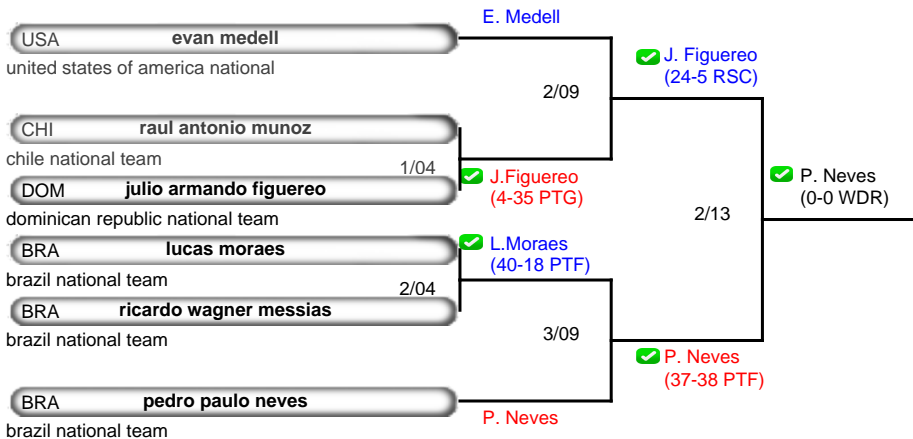 E. Medell
USA evan medell
united states of america national
J. Figuereo
(24-5 RSC)
2/09
CHI raul antonio munoz
chile national team
1/04
J.Figuereo
(4-35 PTG)
DOM julio armando figuereo
dominican republic national team
P. Neves
(0-0 WDR)
2/13
BRA lucas moraes
brazil national team
L.Moraes
(40-18 PTF)
2/04
BRA ricardo wagner messias
brazil national team
3/09
P. Neves
(37-38 PTF)
BRA pedro paulo neves
brazil national team
P. Neves